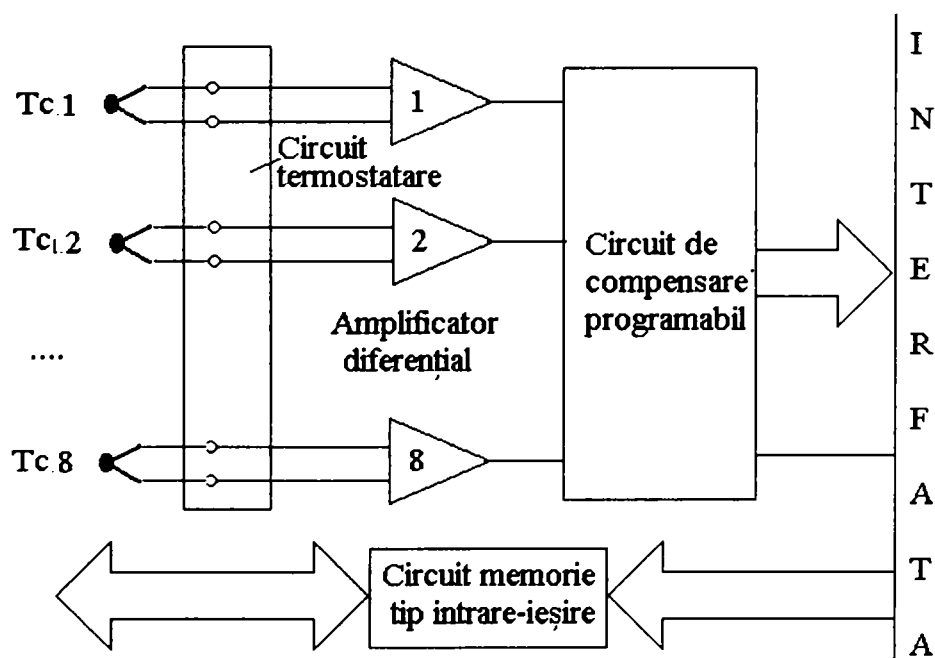 Tc.1
1
Circuit
termostatare
Tc.2
2
Amplificator
diferențial
....
Tc.8
8
Circuit de
compensare
programabil
Circuit memorie
tip intrare-ieșire
I
N
T
E
R
F
A
T
A